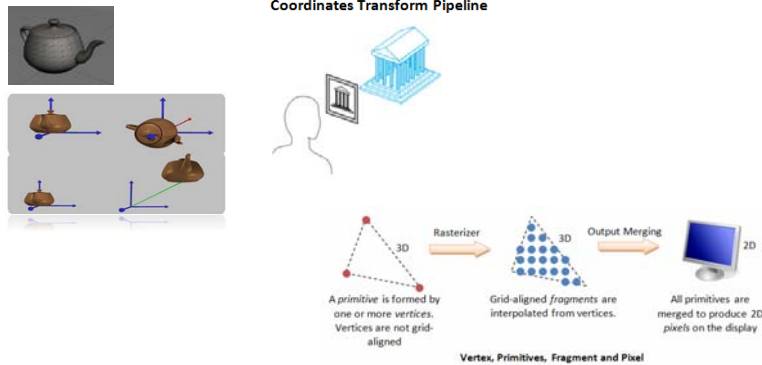 Coordinates Transform Pipeline
3D
Rasterizer
3D
Output Merging
2D
A primitive is formed by
one or more vertices.
Vertices are not grid-
aligned
Grid-aligned fragments are
interpolated from vertices.
All primitives are
merged to produce 2D
pixels on the display
Vertex, Primitives, Fragment and Pixel